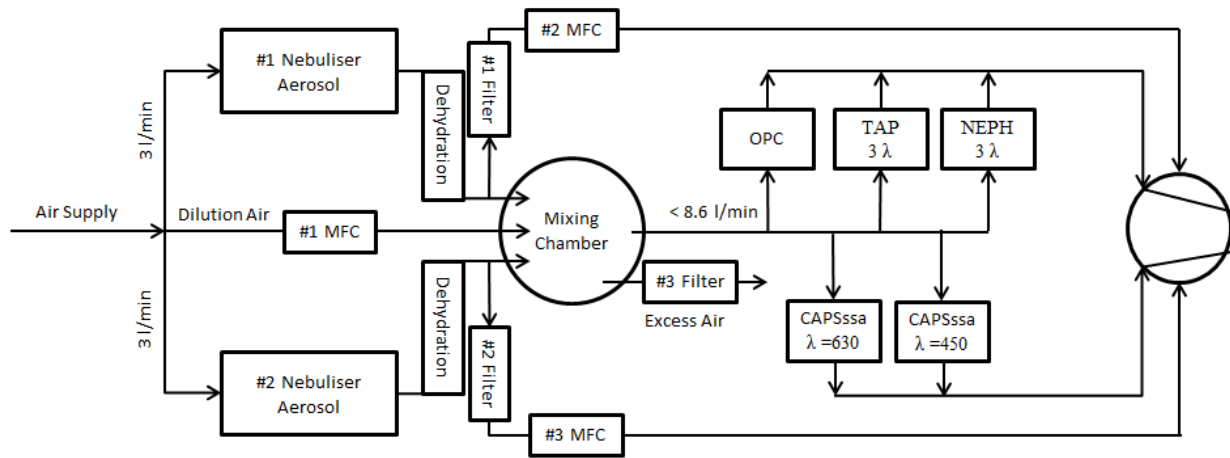 #2 MFC
#1 Nebuliser
Aerosol
Dehydration
#1 Filter
3 l/min
OPC
TAP
3 λ
NEPH
3 λ
Air Supply
Dilution Air
#1 MFC
Mixing
Chamber
< 8.6 l/min
#3 Filter
Excess Air
3 l/min
Dehydration
#2 Filter
CAPSssa
λ =630
CAPSssa
λ =450
#2 Nebuliser
Aerosol
#3 MFC